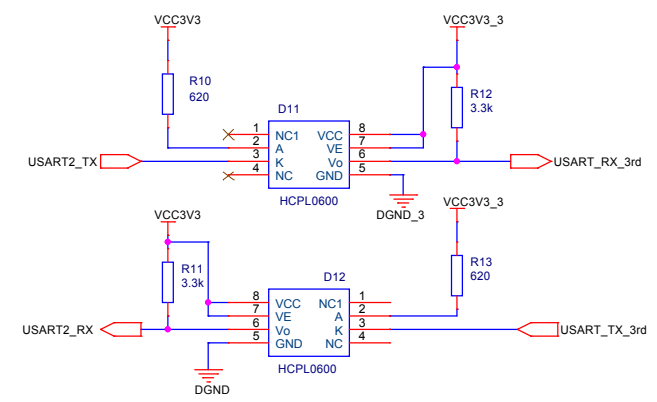 VCC3V3
VCC3V3_3
R10
620
R12
3.3k
D11
1 NC1 VCC 8
2 A VE 7
3 K Vo 6
4 NC GND 5
USART2_TX
USART_RX_3rd
HCPL0600
DGND_3
VCC3V3
VCC3V3_3
R11
3.3k
R13
620
D12
8 VCC NC1 1
7 VE A 2
6 Vo K 3
5 GND NC 4
USART2_RX
USART_TX_3rd
HCPL0600
DGND